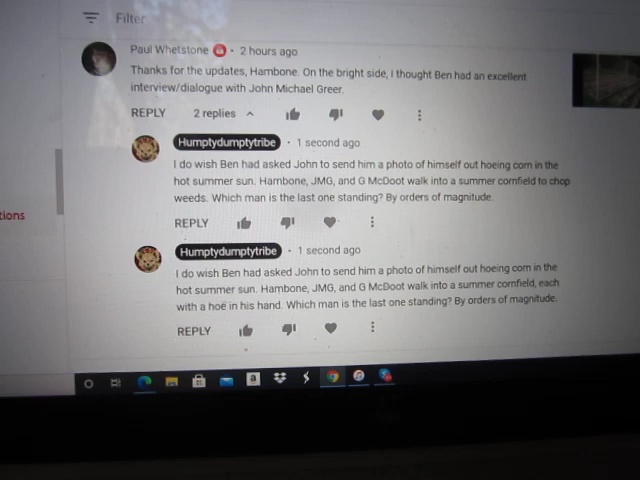 Filter
Paul Whetstone · 2 hours ago
Thanks for the updates, Hambone. On the bright side, I thought Ben had an excellent
interview/dialogue with John Michael Greer.
REPLY 2 replies
Humptydumptytribe · 1 second ago
I do wish Ben had asked John to send him a photo of himself out hoeing corn in the
hot summer sun. Hambone, JMG, and G McDoot walk into a summer cornfield to chop
weeds. Which man is the last one standing? By orders of magnitude.
REPLY
tions
Humptydumptytribe · 1 second ago
I do wish Ben had asked John to send him a photo of himself out hoeing corn in the
hot summer sun. Hambone, JMG, and G McDoot walk into a summer cornfield, each
with a hoe in his hand. Which man is the last one standing? By orders of magnitude.
REPLY